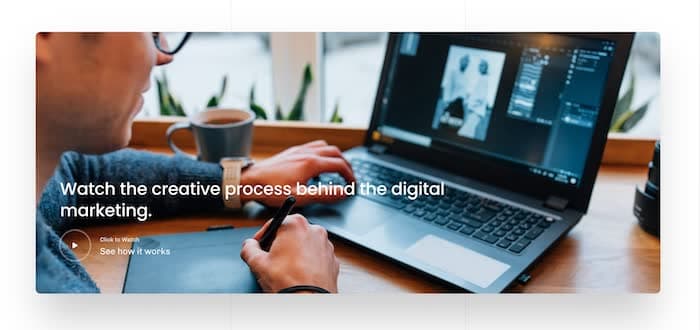 Watch the creative process behind the digital
marketing.
Click to Watch
See how it works